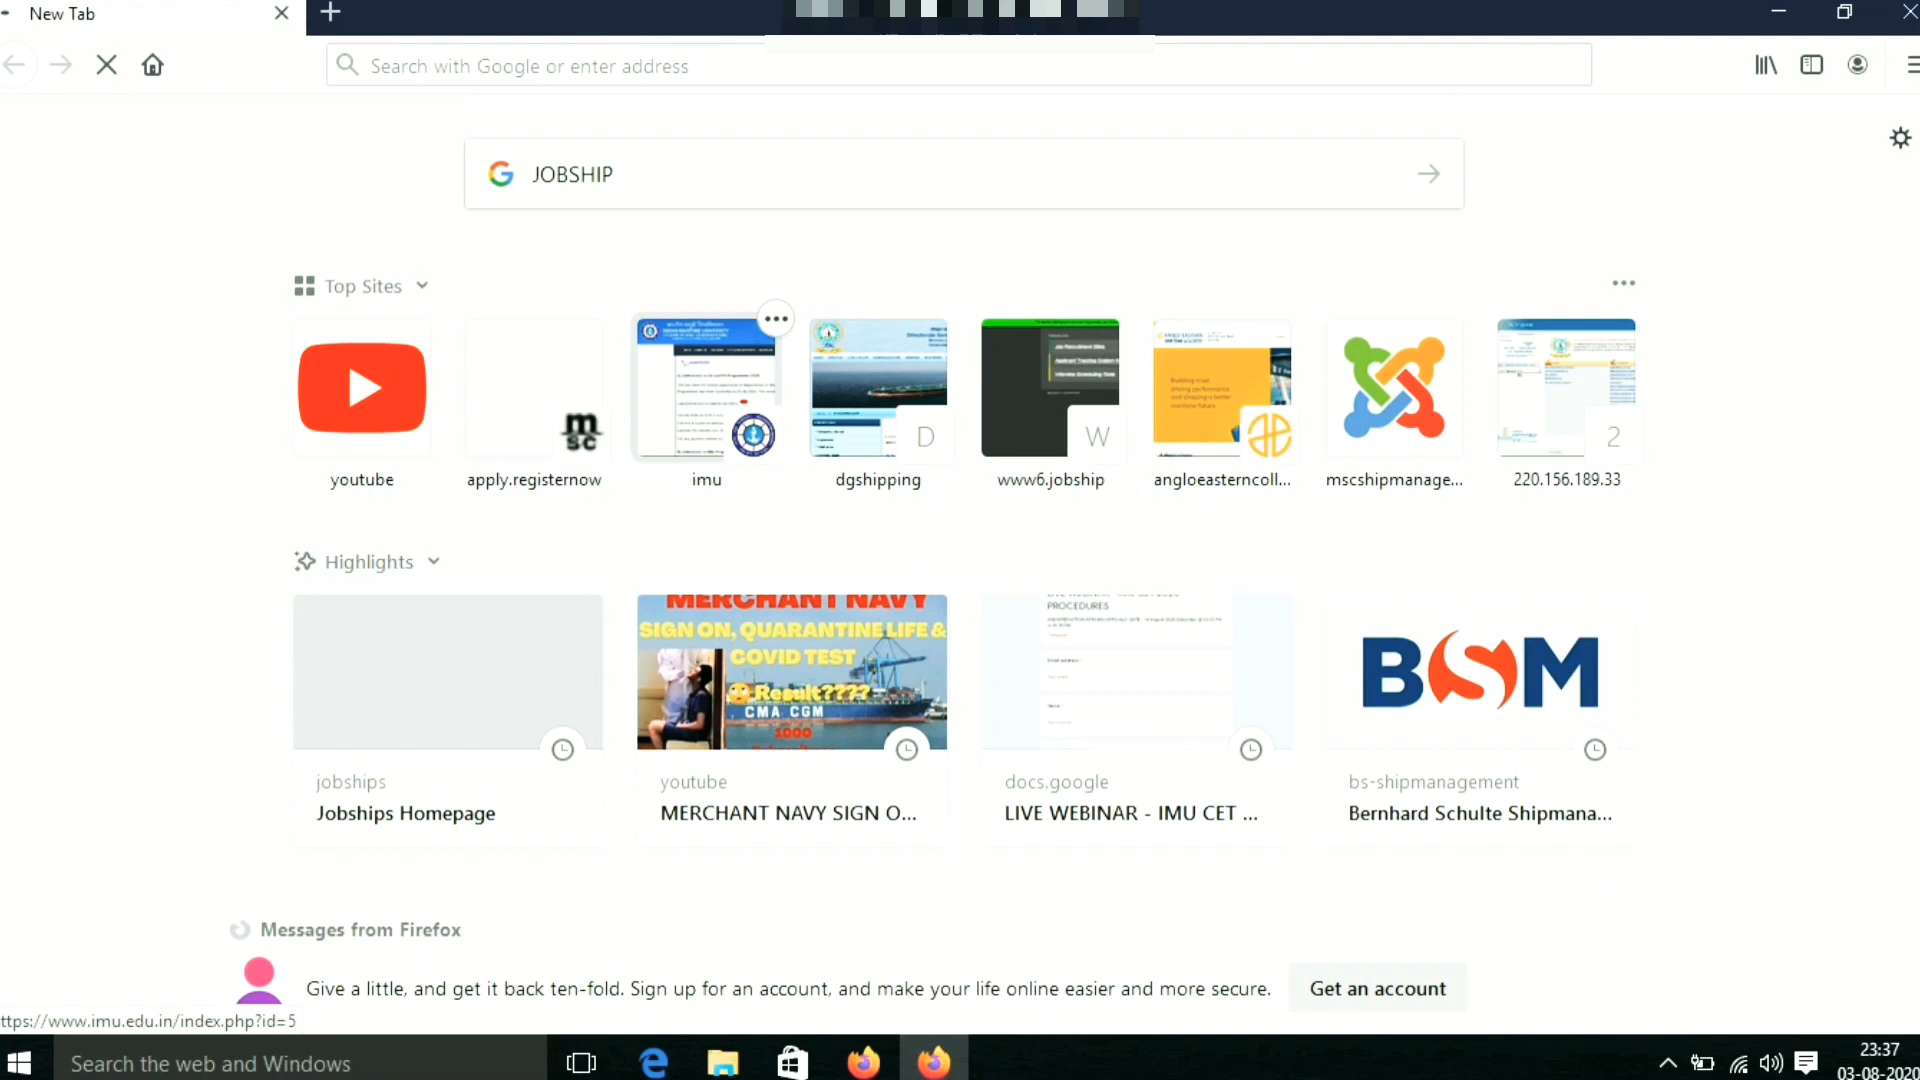 New Tab
Search with Google or enter address
JOBSHIP
Top Sites
D
W
2
m
sc
youtube
apply.registernow
imu
dgshipping
www6.jobship
angloeasterncoll...
mscshipmanage...
220.156.189.33
Highlights
MERCHANT NAVY
SIGN ON, QUARANTINE LIFE &
COVID TEST
Result????
CMA CGM
1000
PROCEDURES
BSM
jobships
Jobships Homepage
youtube
MERCHANT NAVY SIGN O...
docs.google
LIVE WEBINAR - IMU CET ...
bs-shipmanagement
Bernhard Schulte Shipmana...
Messages from Firefox
Give a little, and get it back ten-fold. Sign up for an account, and make your life online easier and more secure.
Get an account
ttps://www.imu.edu.in/index.php?id=5
Search the web and Windows
23:37
03-08-2020